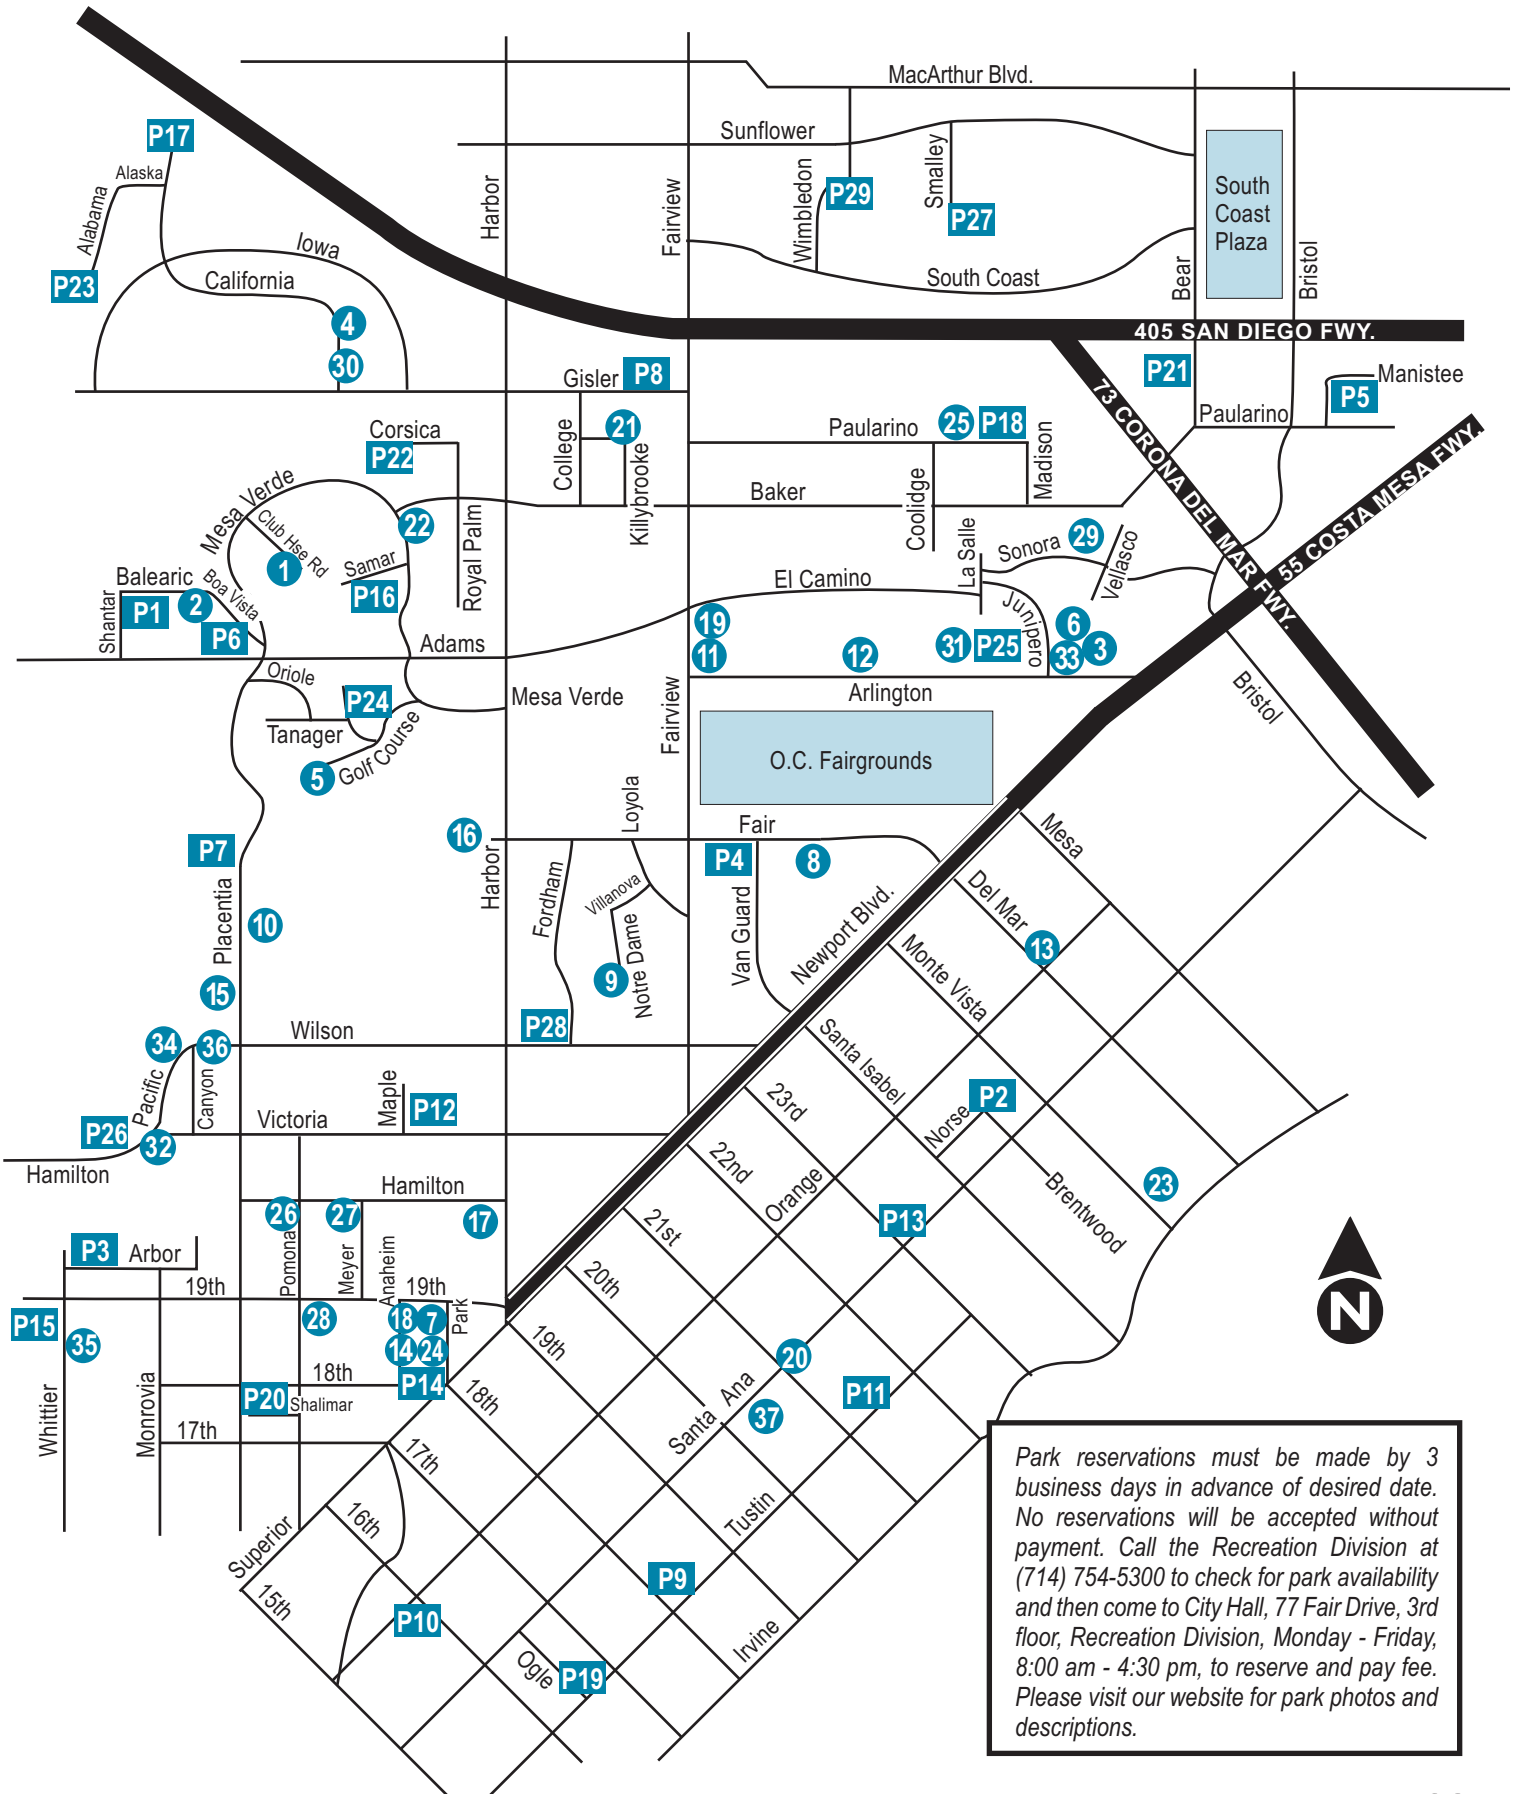 MacArthur Blvd.
P17
Sunflower
Alaska
Smalley
Wimbledon
Harbor
Fairview
P29
South
Coast
Plaza
Alabama
P27
Iowa
Bear
Bristol
P23
California
South Coast
4
405 SAN DIEGO FWY.
30
Gisler
P8
P21
Manistee
P5
73 CORONA DEL MAR FWY.
Paularino
Corsica
College
21
Paularino
25
P18
Madison
P22
Killybrooke
55 COSTA MESA FWY.
Mesa Verde
Baker
Coolidge
Club Hse Rd
22
Royal Palm
La Salle
Sonora
29
Vellasco
1
Samar
Balearic
Boa Vista
El Camino
Shantar
P1
2
P16
Junipero
P6
19
6
Adams
11
12
31
P25
33
3
Oriole
P24
Mesa Verde
Fairview
Arlington
Bristol
Tanager
Golf Course
5
O.C. Fairgrounds
Loyola
16
Fair
Mesa
P7
Harbor
P4
8
Placentia
Fordham
Villanova
Van Guard
Newport Blvd.
Del Mar
10
Notre Dame
13
9
Monte Vista
15
P28
Wilson
34
36
Santa Isabel
Pacific
Canyon
Maple
P12
23rd
P2
Victoria
Norse
P26
32
Hamilton
22nd
Orange
Brentwood
23
Hamilton
26
27
17
21st
P13
P3
Arbor
Pomona
Meyer
Anaheim
20th
19th
19th
Park
P15
35
28
18
7
19th
14
24
20
18th
P14
Whittier
Monrovia
P20
Shalimar
18th
Santa Ana
P11
37
17th
17th
Superior
16th
Tustin
15th
P9
P10
Irvine
Ogle
P19
N
Park reservations must be made by 3
business days in advance of desired date.
No reservations will be accepted without
payment. Call the Recreation Division at
(714) 754-5300 to check for park availability
and then come to City Hall, 77 Fair Drive, 3rd
floor, Recreation Division, Monday - Friday,
8:00 am - 4:30 pm, to reserve and pay fee.
Please visit our website for park photos and
descriptions.